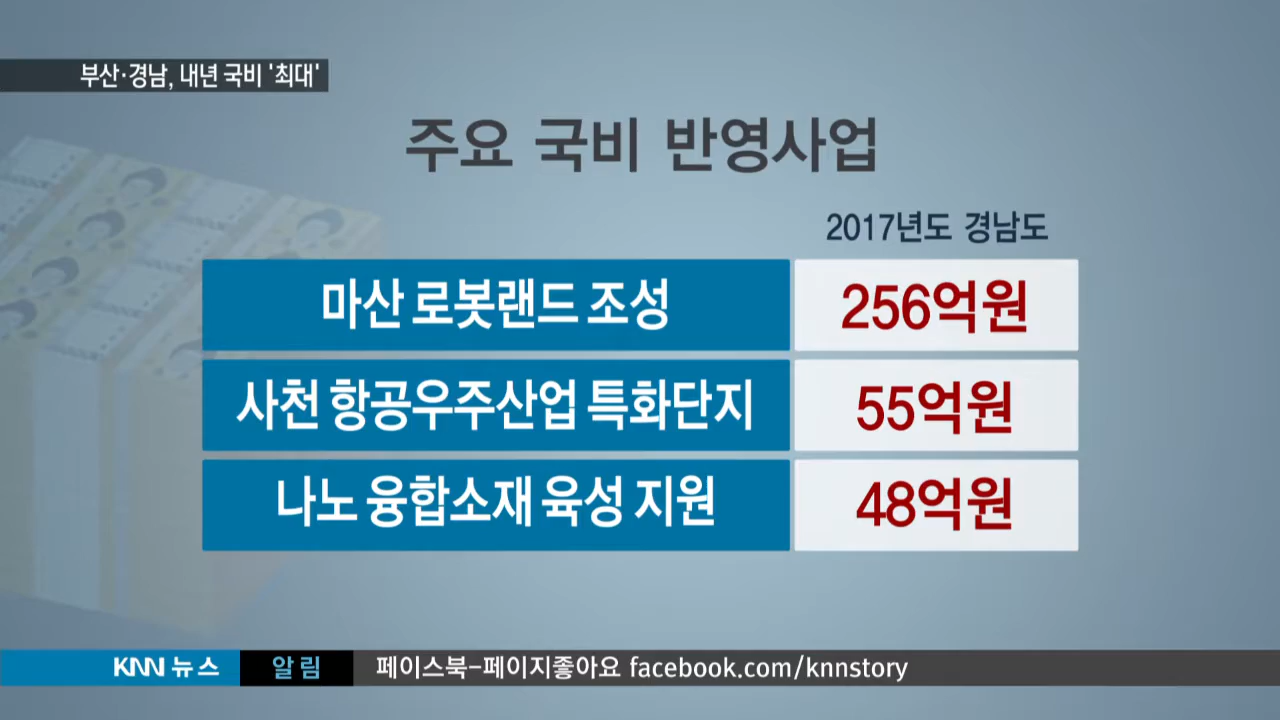 부산·경남, 내년 국비 '최대'
주요 국비 반영사업
2017년도 경남도
마산 로봇랜드 조성 256억원
사천 항공우주산업 특화단지 55억원
나노 융합소재 육성 지원 48억원
KNN 뉴스 알림 페이스북-페이지좋아요 facebook.com/knnstory